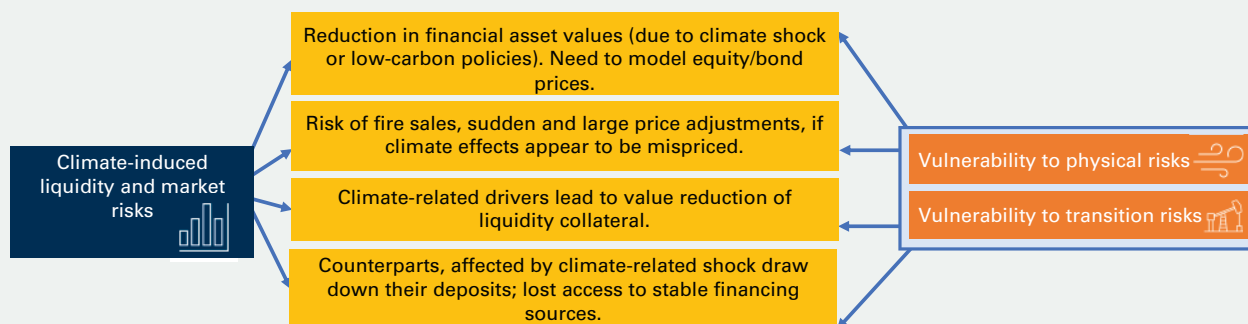 Reduction in financial asset values (due to climate shock
or low-carbon policies). Need to model equity/bond
prices.
Risk of fire sales, sudden and large price adjustments, if
climate effects appear to be mispriced.
Climate-induced
liquidity and market
risks
Climate-related drivers lead to value reduction of
liquidity collateral.
Counterparts, affected by climate-related shock draw
down their deposits; lost access to stable financing
sources.
Vulnerability to physical risks
Vulnerability to transition risks